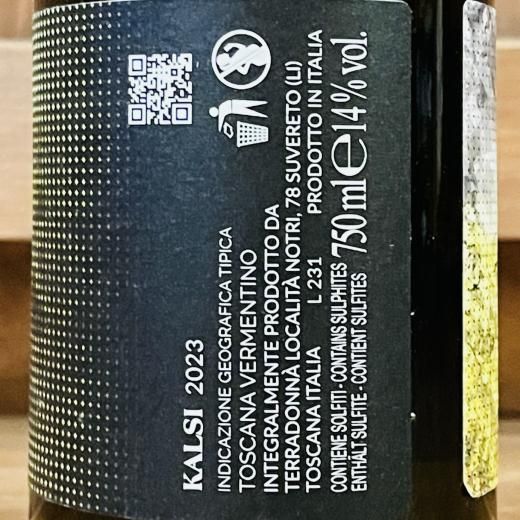 KALSI 2023
INDICAZIONE GEOGRAFICA TIPICA
TOSCANA VERMENTINO
INTEGRALMENTE PRODOTTO DA
TERRADONNÀ LOCALITÀ NOTRI, 78 SUVERETO (LI)
TOSCANA ITALIA L 231 PRODOTTO IN ITALIA
CONTIENE SOLFITI - CONTAINS SULPHITES
ENTHÄLT SULFITE - CONTIENT SULFITES
750 ml e 14% vol.